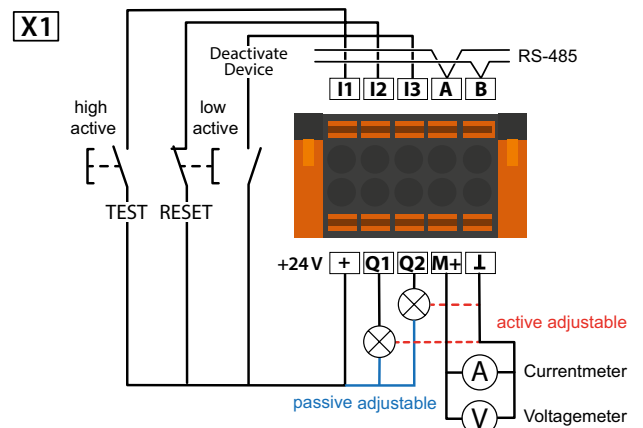 X1
Deactivate
Device
RS-485
I1 I2 I3 A B
high
active
low
active
TEST RESET
+24 V + Q1 Q2 M+ ⊥
active adjustable
passive adjustable
A Currentmeter
V Voltagemeter